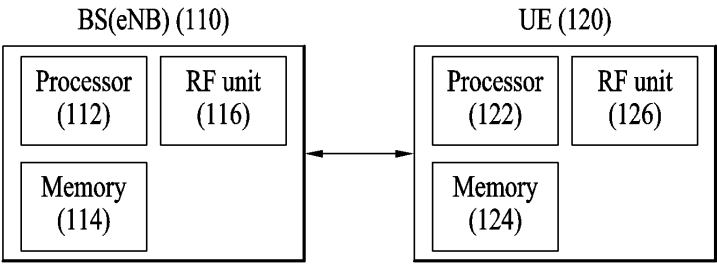 BS(eNB) (110)
Processor
(112)
RF unit
(116)
Memory
(114)
UE (120)
Processor
(122)
RF unit
(126)
Memory
(124)